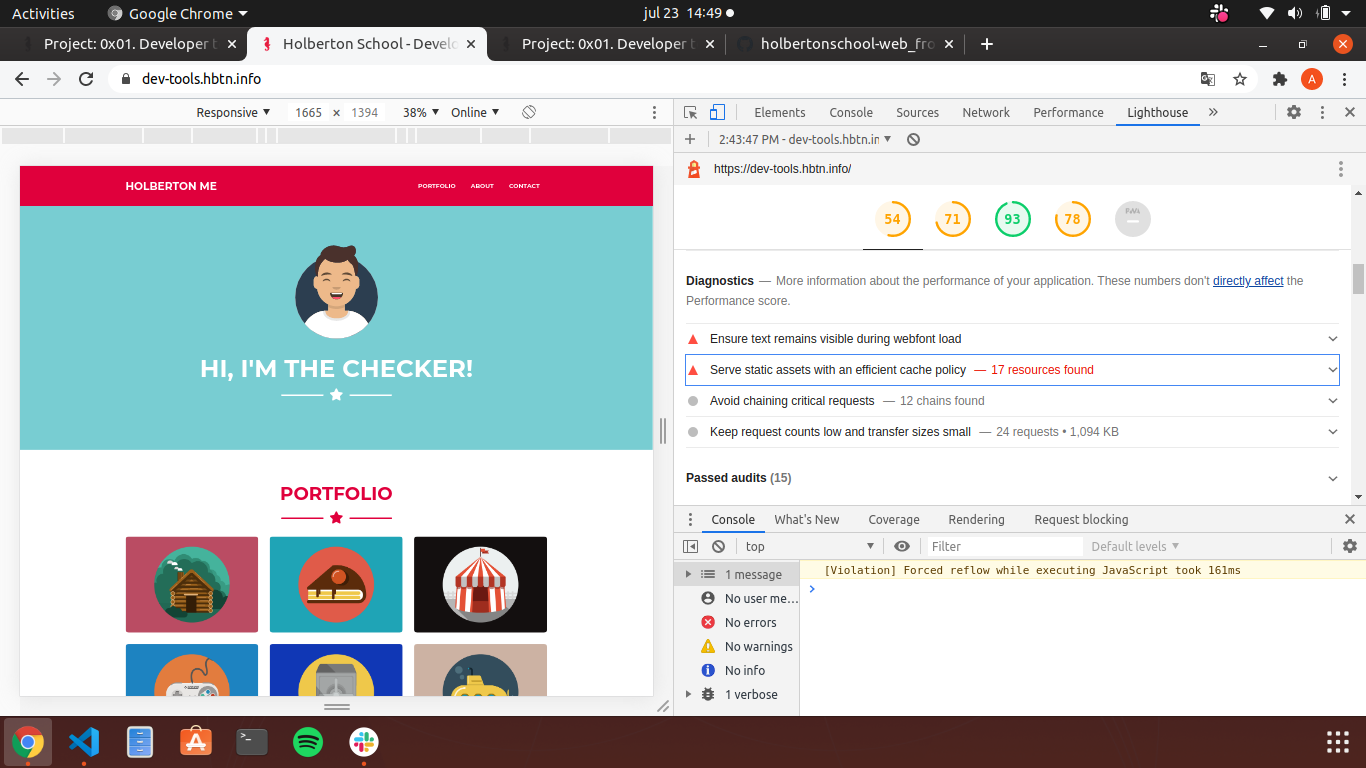 Activities Google Chrome jul 23 14:49
Project: 0x01. Developer t Holberton School - Develo Project: 0x01. Developer t holbertonschool-web_fro
dev-tools.hbtn.info A
Responsive 1665 × 1394 38% Online
Elements Console Sources Network Performance Lighthouse
2:43:47 PM - dev-tools.hbtn.in
https://dev-tools.hbtn.info/
54 71 93 78 PWA
Diagnostics — More information about the performance of your application. These numbers don't directly affect the
Performance score.
Ensure text remains visible during webfont load
Serve static assets with an efficient cache policy — 17 resources found
Avoid chaining critical requests — 12 chains found
Keep request counts low and transfer sizes small — 24 requests • 1,094 KB
Passed audits (15)
HOLBERTON ME PORTFOLIO ABOUT CONTACT
HI, I'M THE CHECKER!
PORTFOLIO
Console What's New Coverage Rendering Request blocking
top Filter Default levels
1 message
No user me...
No errors
No warnings
No info
1 verbose
[Violation] Forced reflow while executing JavaScript took 161ms